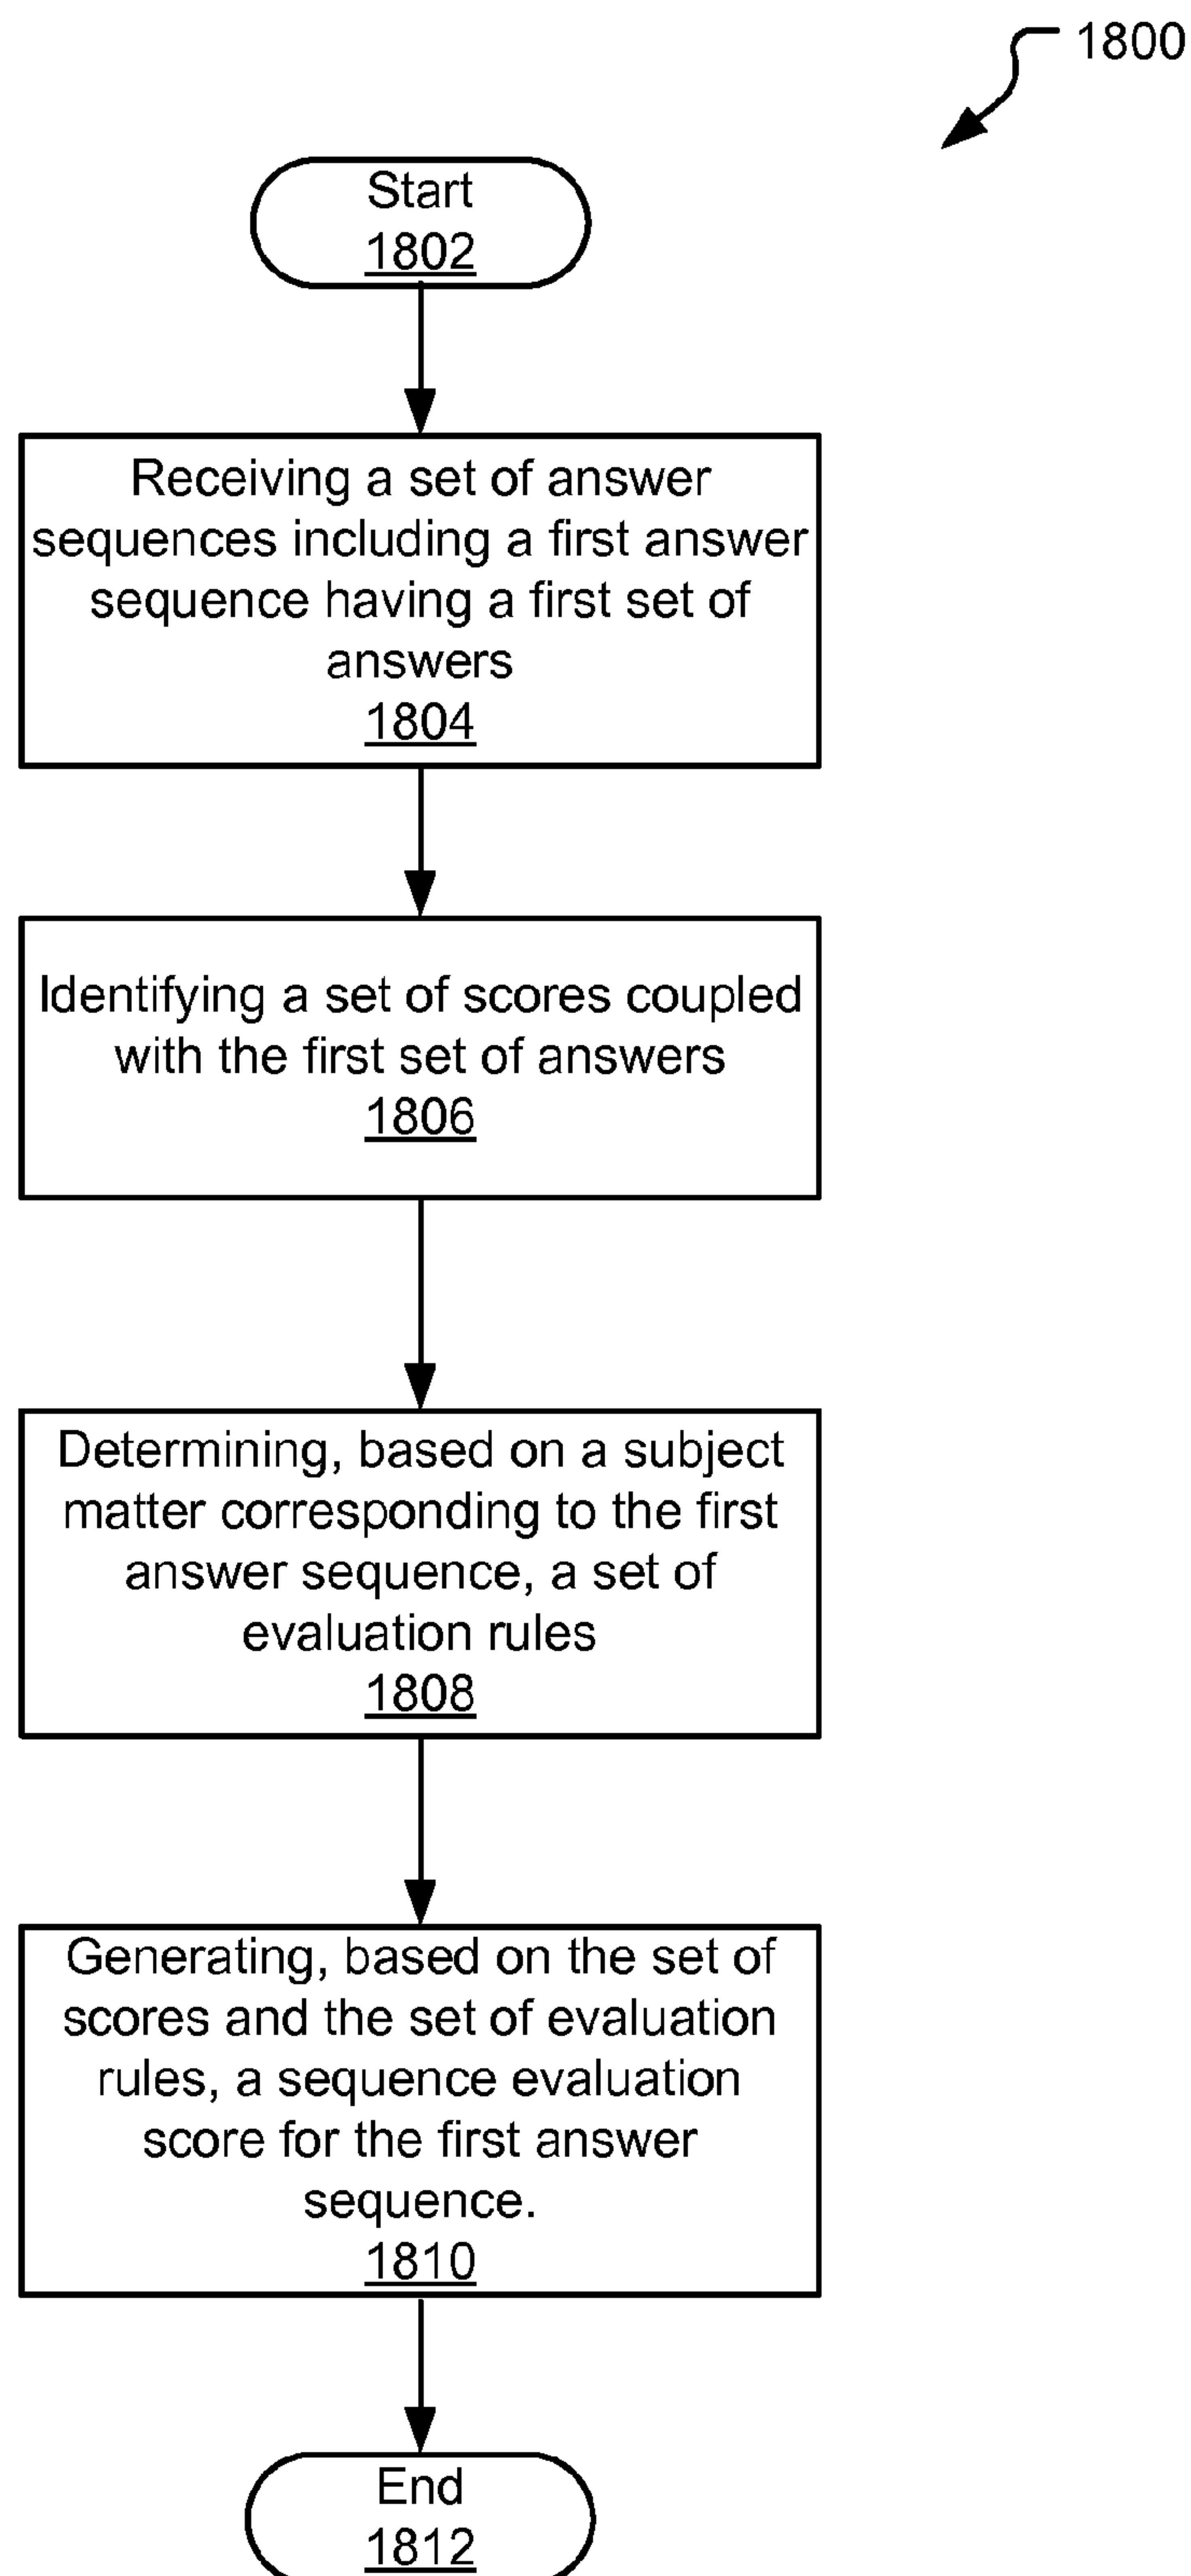 1800
Start
1802
Receiving a set of answer
sequences including a first answer
sequence having a first set of
answers
1804
Identifying a set of scores coupled
with the first set of answers
1806
Determining, based on a subject
matter corresponding to the first
answer sequence, a set of
evaluation rules
1808
Generating, based on the set of
scores and the set of evaluation
rules, a sequence evaluation
score for the first answer
sequence.
1810
End
1812